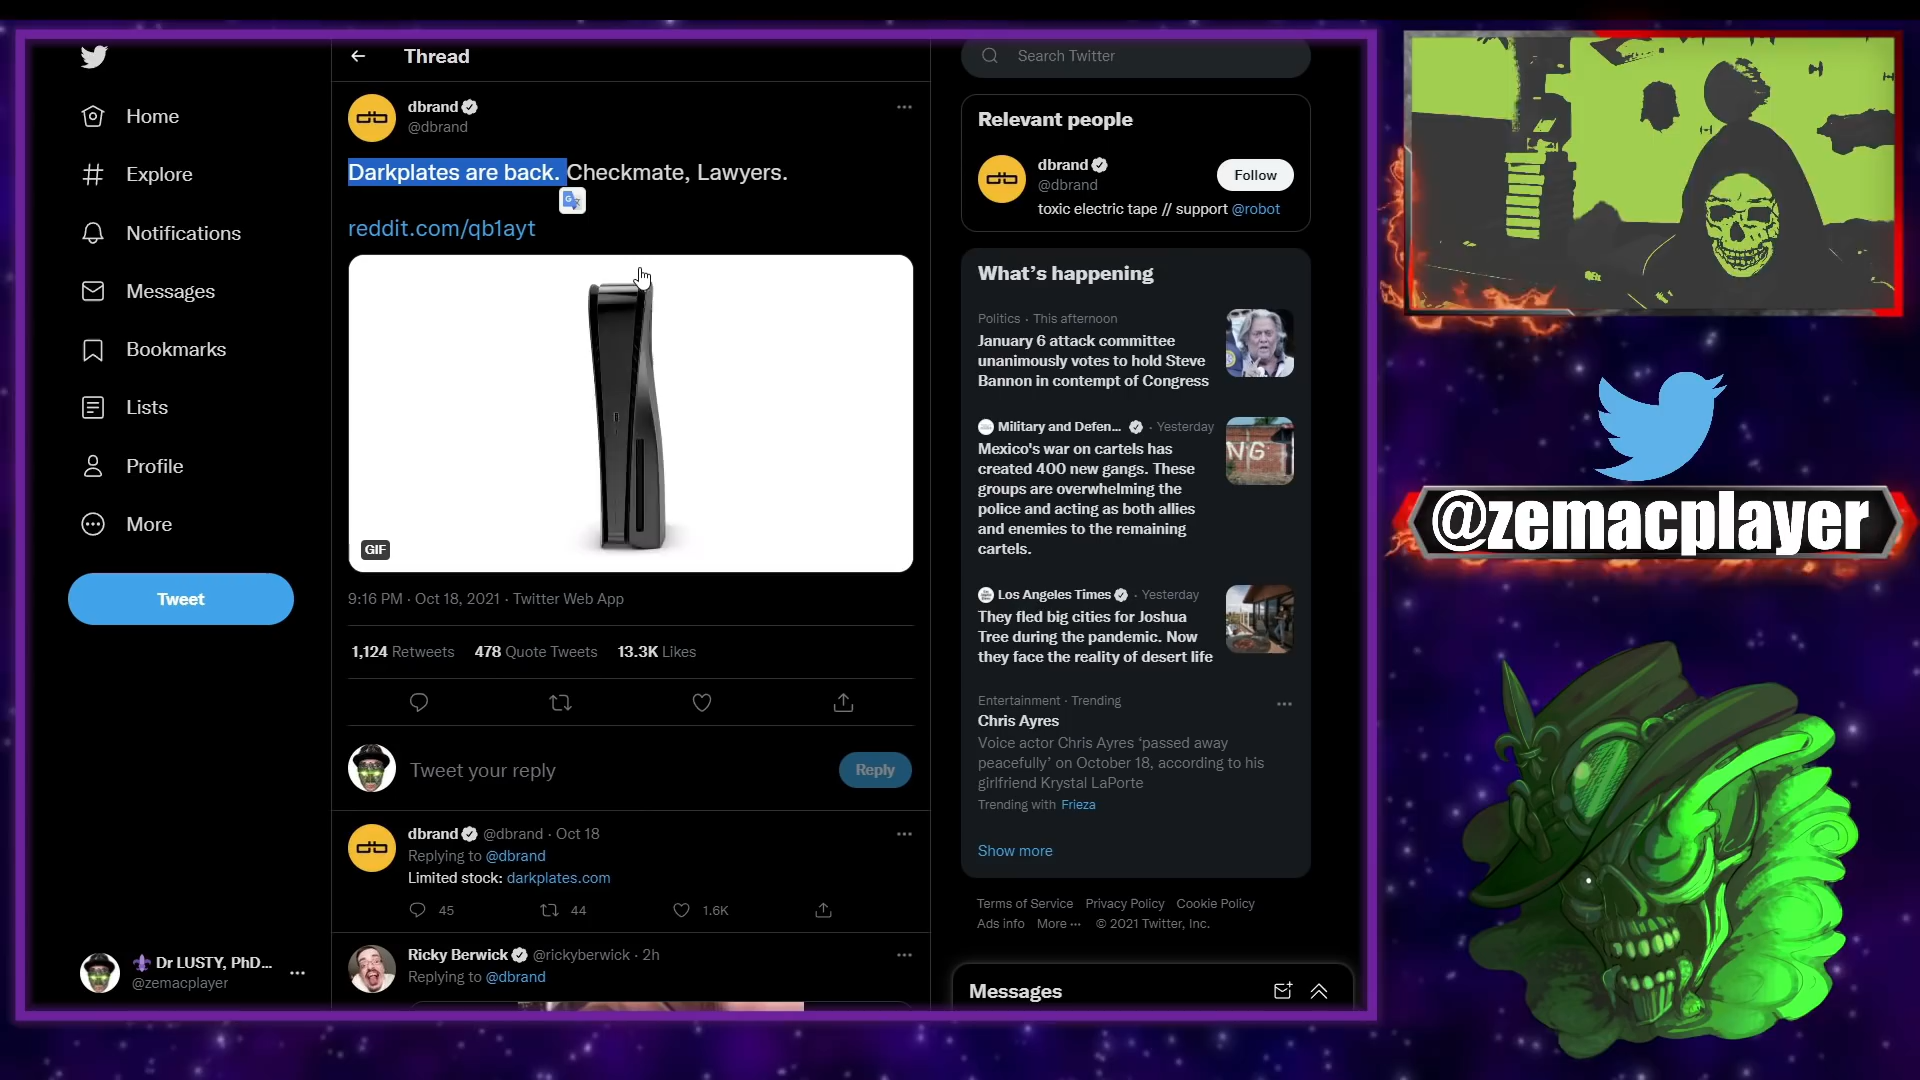 Home
Explore
Notifications
Messages
Bookmarks
Lists
Profile
More
Tweet
Dr LUSTY, PhD...
@zemacplayer
Thread
dbrand
@dbrand
Darkplates are back. Checkmate, Lawyers.
reddit.com/qb1ayt
GIF
9:16 PM · Oct 18, 2021 · Twitter Web App
1,124 Retweets 478 Quote Tweets 13.3K Likes
Tweet your reply
Reply
dbrand @dbrand · Oct 18
Replying to @dbrand
Limited stock: darkplates.com
45 44 1.6K
Ricky Berwick @rickyberwick · 2h
Replying to @dbrand
Search Twitter
Relevant people
dbrand
@dbrand
Follow
toxic electric tape // support @robot
What's happening
Politics · This afternoon
January 6 attack committee
unanimously votes to hold Steve
Bannon in contempt of Congress
Military and Defen... · Yesterday
Mexico's war on cartels has
created 400 new gangs. These
groups are overwhelming the
police and acting as both allies
and enemies to the remaining
cartels.
NG
Los Angeles Times · Yesterday
They fled big cities for Joshua
Tree during the pandemic. Now
they face the reality of desert life
Entertainment · Trending
Chris Ayres
Voice actor Chris Ayres ‘passed away
peacefully’ on October 18, according to his
girlfriend Krystal LaPorte
Trending with Frieza
Show more
Terms of Service Privacy Policy Cookie Policy
Ads info More ··· © 2021 Twitter, Inc.
Messages
@zemacplayer